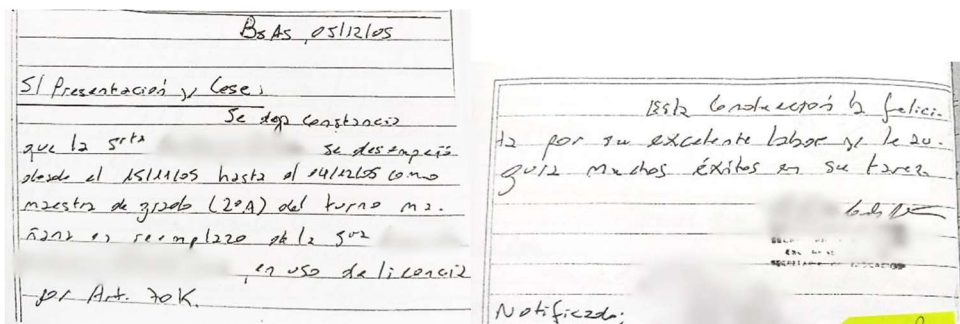 BsAs, 05/12/05
S/ Presentación y Cese:
Se deja constancia
que la Srta se desempeñó
desde el 15/11/05 hasta el 04/12/05 como
maestra de grado (2ºA) del turno ma-
ñana en reemplazo de la Sra
, en uso de licencia
por Art. 70K.
Esta Conducción la felici-
ta por su excelente labor y le au-
gura muchos éxitos en su tarea
Notificada: